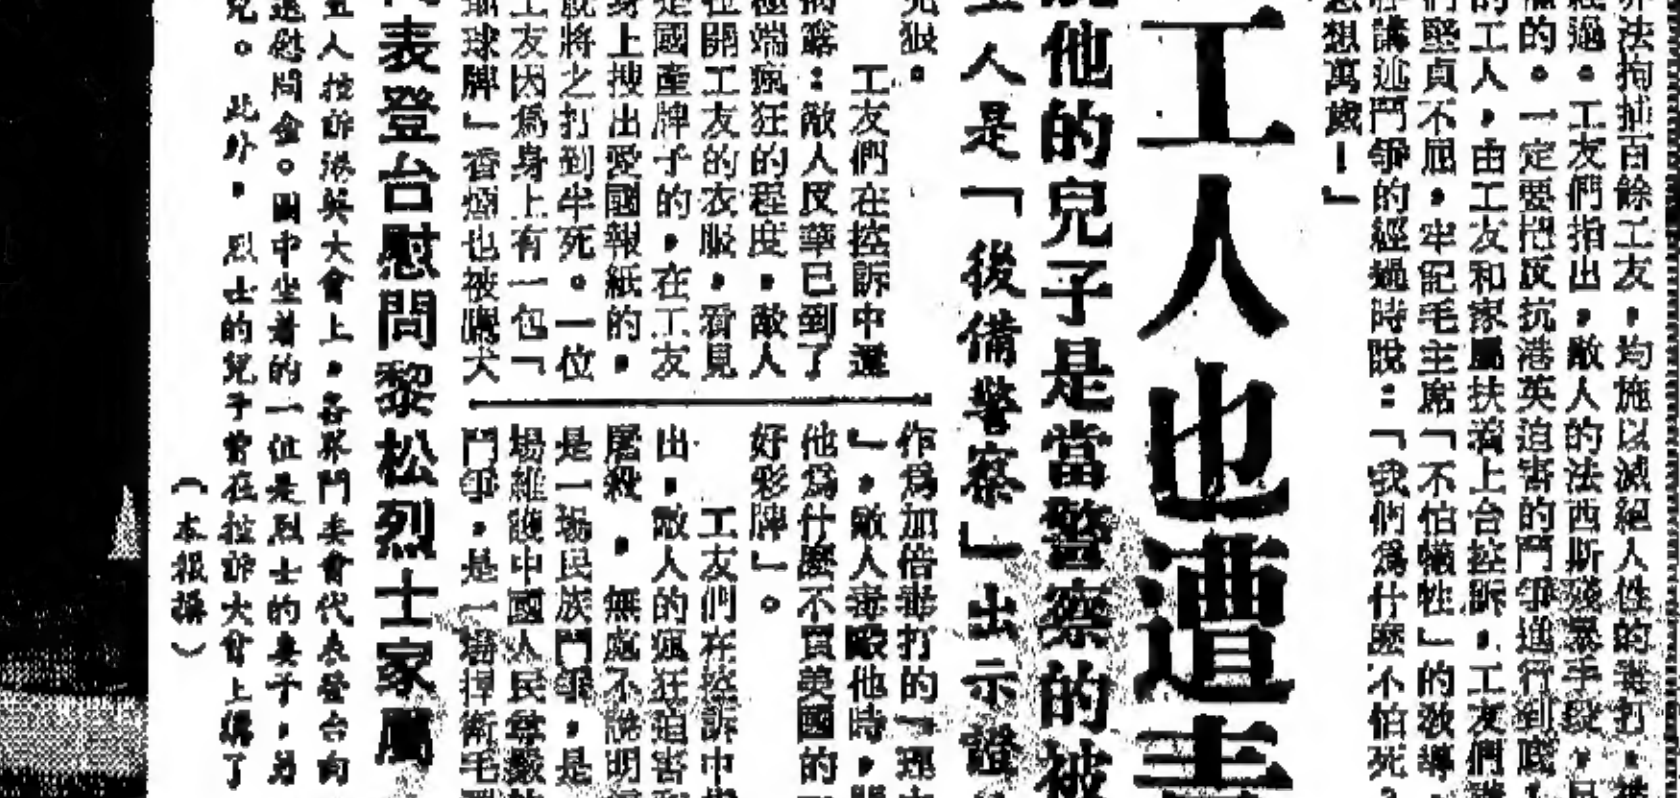 非法拘捕百餘工友,均施以滅絕人性的毒打。
經過。工友們指出,敵人的法西斯殘暴手段,
的。一定要把反抗港英迫害的鬥爭進行到底!
的工人,由工友和家屬扶着上台控訴。工友們
們堅貞不屈,牢記毛主席「不怕犧牲」的教導,
講述鬥爭的經過時說:「我們爲什麼不怕死?
思想萬歲!」
工人也遭毒
他的兒子是當警察的被
工人是「後備警察」出示證
兇狠。
工友們在控訴中還
揭露:敵人反華已到了
極端瘋狂的程度,敵人
在開工友的衣服,看見
是國產牌子的,在工友
身上搜出愛國報紙的,
就將之打到半死。一位
工友因爲身上有一包「
球牌」香煙也被嘅犬
作爲加倍毒打的「理
」,敵人毒毆他時,
他爲什麼不買美國的「
好彩牌」。
工友們在控訴中
出,敵人的瘋狂迫害和
屠殺,無處不說明
是一場民族鬥爭,是
場維護中國人民尊嚴
鬥爭,是一場捍衛毛
表登台慰問黎松烈士家屬
五人控訴港英大會上,各界鬥委會代表登台向
慰問金。圖中坐着的一位是烈士的妻子,另
兒。此外,烈士的兒子曾在控訴大會上講了
(本報攝)